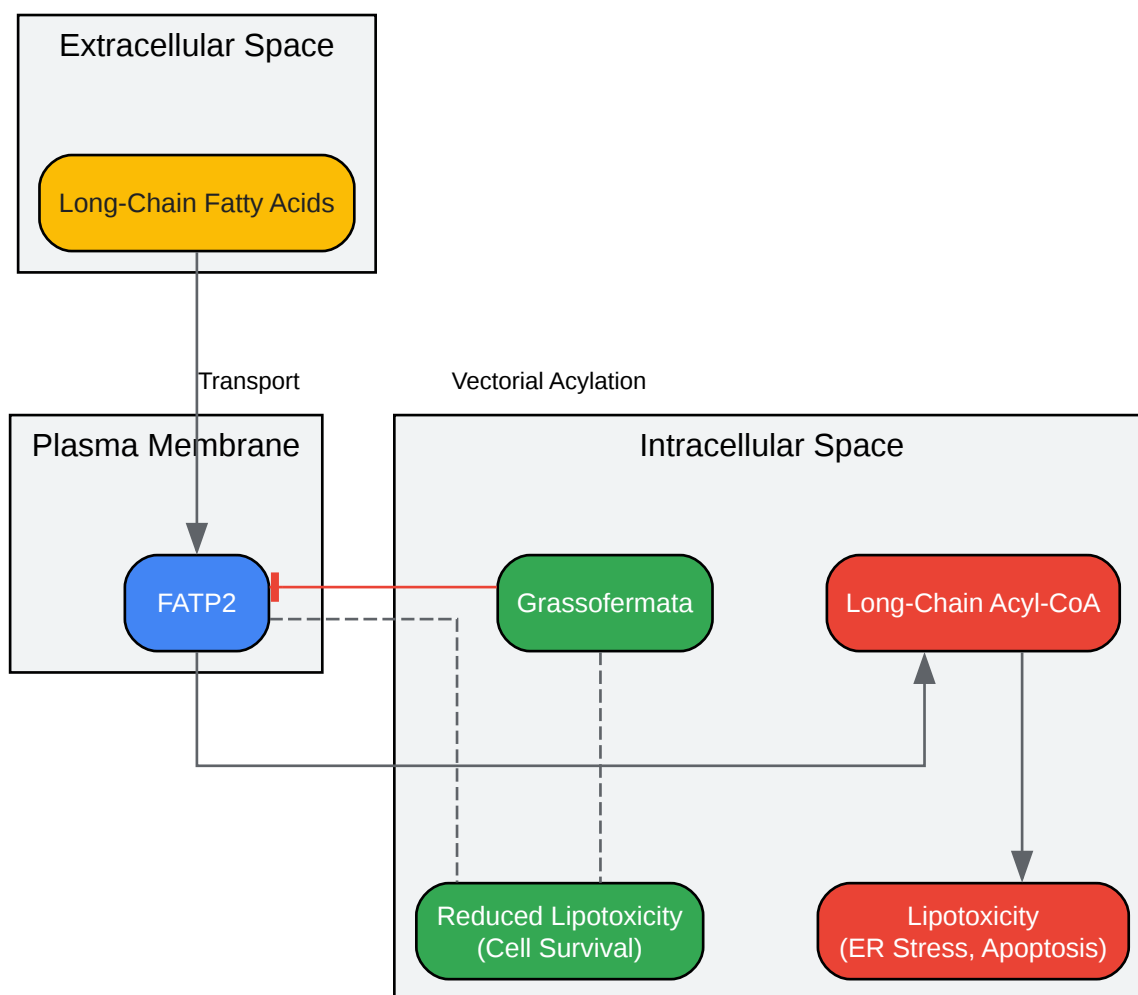 Extracellular Space
Long-Chain Fatty Acids
Transport
Vectorial Acylation
Plasma Membrane
Intracellular Space
FATP2
Grassofermata
Long-Chain Acyl-CoA
Reduced Lipotoxicity
(Cell Survival)
Lipotoxicity
(ER Stress, Apoptosis)